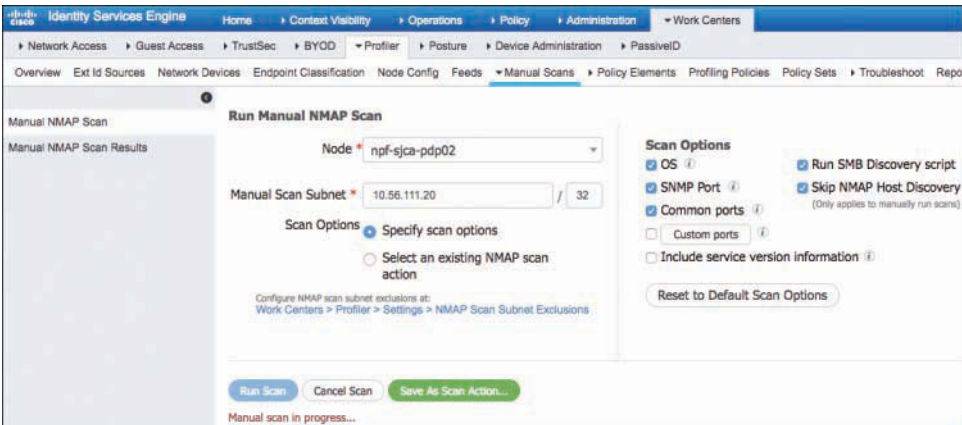 cisco Identity Services Engine Home Context Visibility Operations Policy Administration Work Centers
Network Access Guest Access TrustSec BYOD Profiler Posture Device Administration PassiveID
Overview Ext Id Sources Network Devices Endpoint Classification Node Config Feeds Manual Scans Policy Elements Profiling Policies Policy Sets Troubleshoot Repo
Manual NMAP Scan
Manual NMAP Scan Results
Run Manual NMAP Scan
Node * npf-sjca-pdp02
Manual Scan Subnet * 10.56.111.20 / 32
Scan Options Specify scan options
Select an existing NMAP scan
action
Configure NMAP scan subnet exclusions at:
Work Centers > Profiler > Settings > NMAP Scan Subnet Exclusions
Scan Options
OS i Run SMB Discovery script
SNMP Port i Skip NMAP Host Discovery
Common ports i (Only applies to manually run scans)
Custom ports i
Include service version information i
Reset to Default Scan Options
Run Scan Cancel Scan Save As Scan Action...
Manual scan in progress...